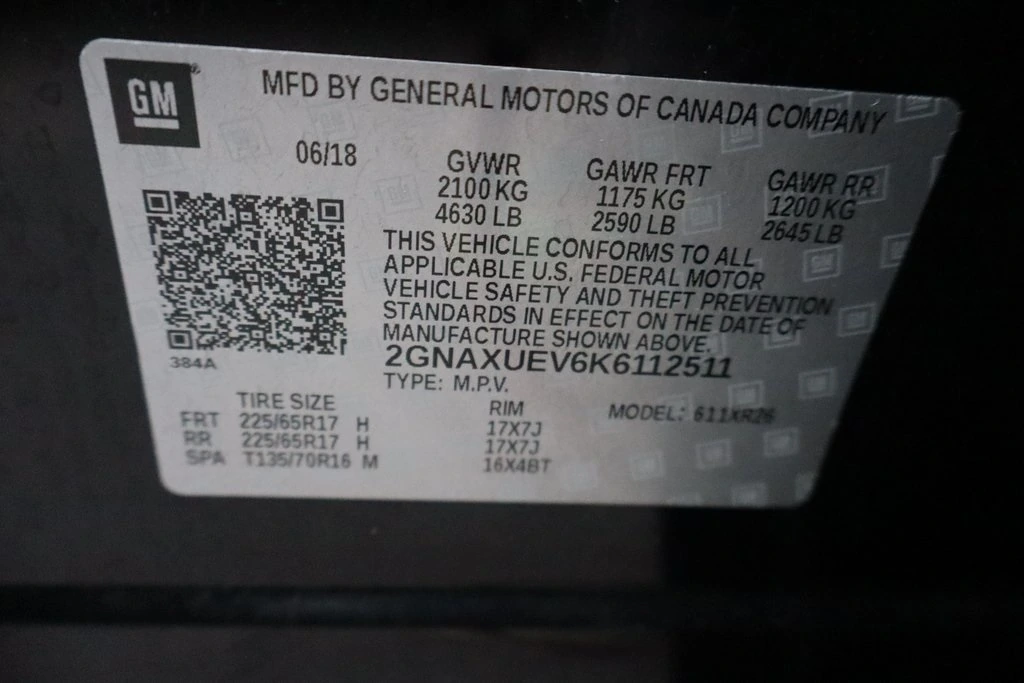 GM
MFD BY GENERAL MOTORS OF CANADA COMPANY
06/18
GVWR GAWR FRT GAWR RR
2100 KG 1175 KG 1200 KG
4630 LB 2590 LB 2645 LB
THIS VEHICLE CONFORMS TO ALL
APPLICABLE U.S. FEDERAL MOTOR
VEHICLE SAFETY AND THEFT PREVENTION
STANDARDS IN EFFECT ON THE DATE OF
MANUFACTURE SHOWN ABOVE.
384A
2GNAXUEV6K6112511
TYPE: M.P.V.
TIRE SIZE RIM MODEL: 611XR26
FRT 225/65R17 H 17X7J
RR 225/65R17 H 17X7J
SPA T135/70R16 M 16X4BT